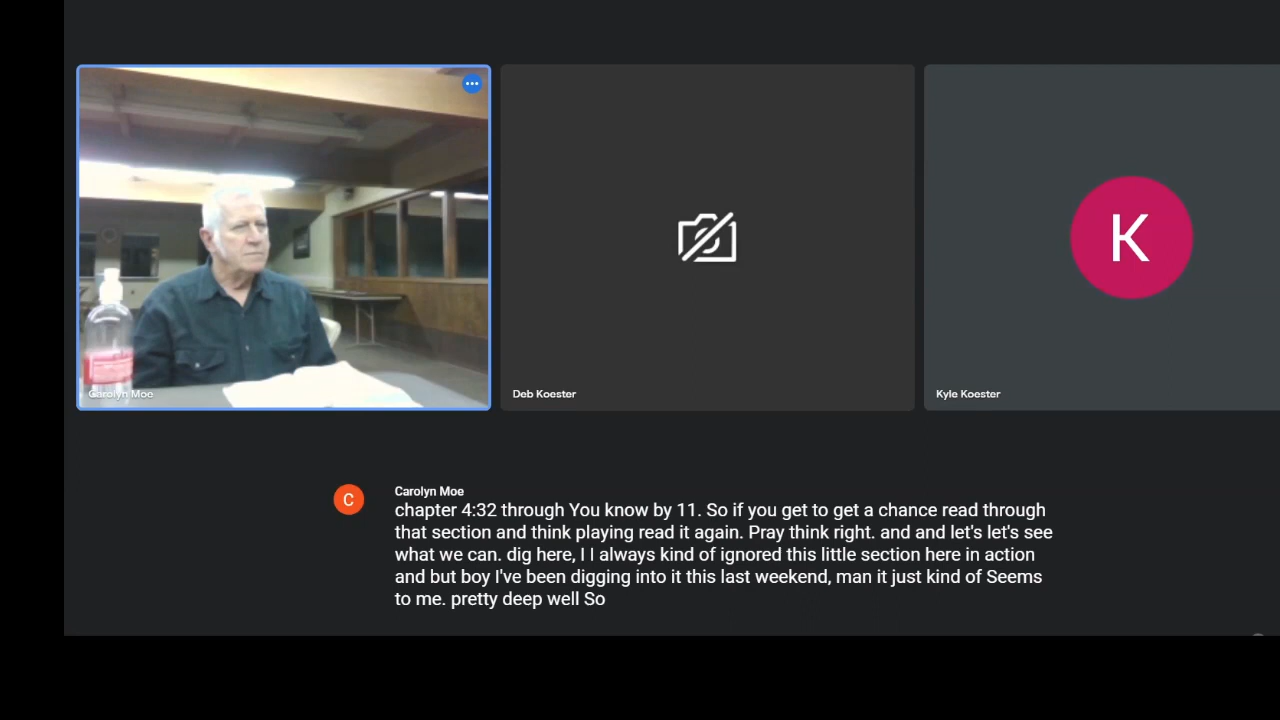 Carolyn Moe
Deb Koester
K
Kyle Koester
C
Carolyn Moe
chapter 4:32 through You know by 11. So if you get to get a chance read through
that section and think playing read it again. Pray think right. and and let's let's see
what we can. dig here, I I always kind of ignored this little section here in action
and but boy I've been digging into it this last weekend, man it just kind of Seems
to me. pretty deep well So